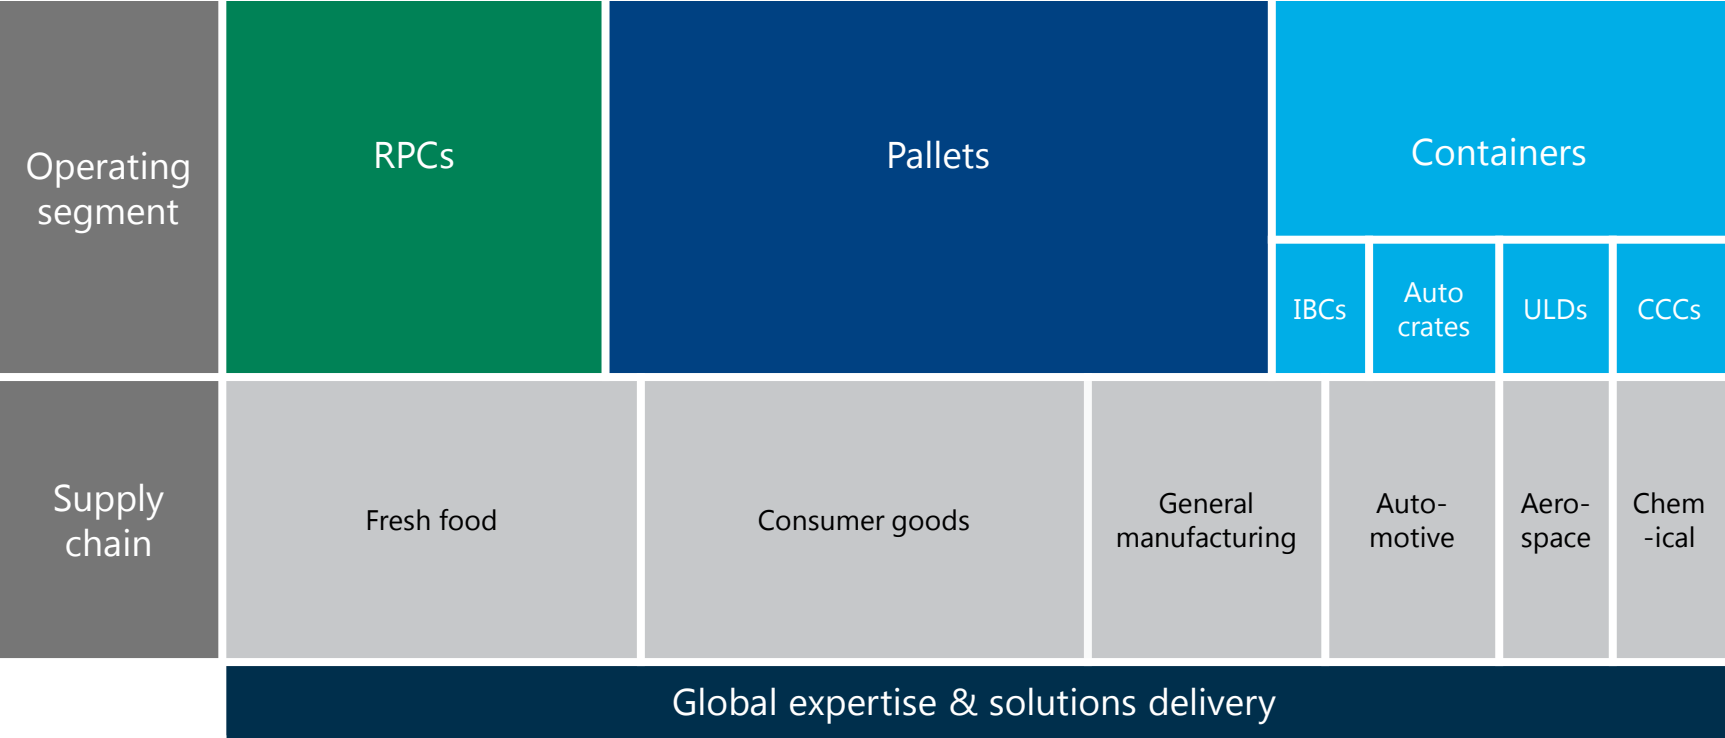 Operating
segment
RPCs
Pallets
Containers
IBCs
Auto
crates
ULDs
CCCs
Supply
chain
Fresh food
Consumer goods
General
manufacturing
Auto-
motive
Aero-
space
Chem
-ical
Global expertise & solutions delivery